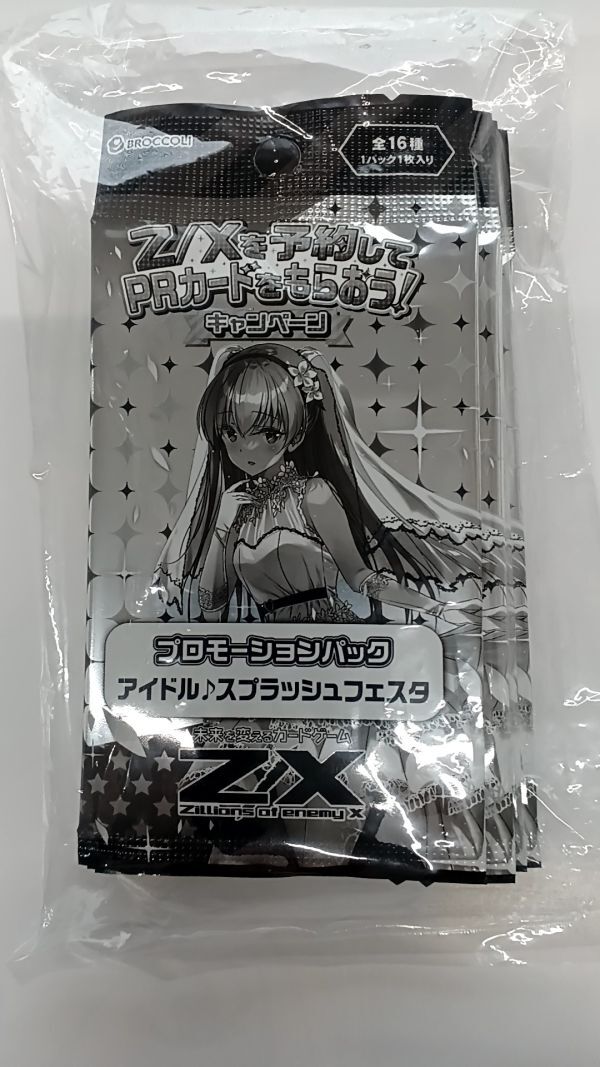 BROCCOLI
全16種
1パック1枚入り
Z/Xを予約して
PRカードをもらおう!
キャンペーン
プロモーションパック
アイドル♪スプラッシュフェスタ
未来を変えるカードゲーム
Z/X
Zillions of enemy X